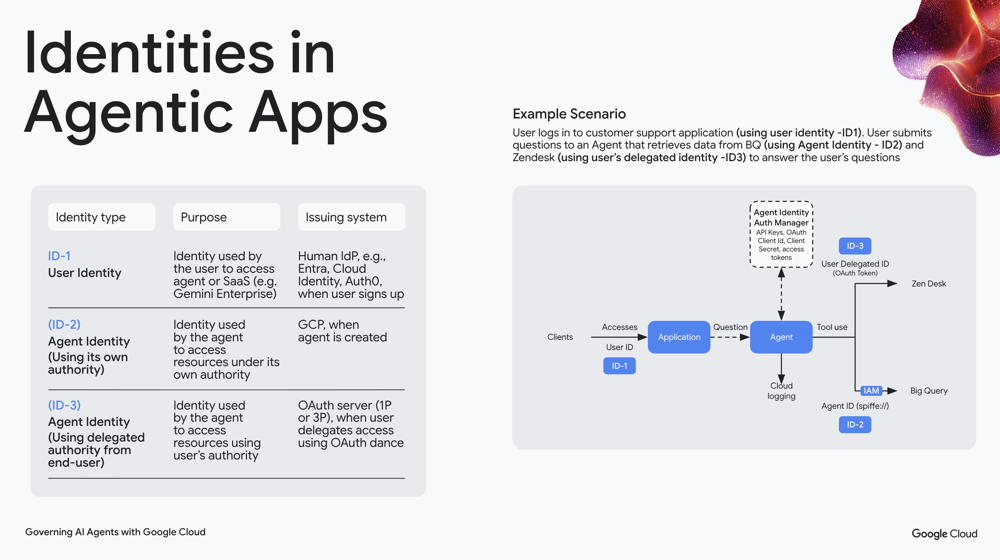 Identities in
Agentic Apps
Example Scenario
User logs in to customer support application (using user identity -ID1). User submits
questions to an Agent that retrieves data from BQ (using Agent Identity - ID2) and
Zendesk (using user's delegated identity -ID3) to answer the user's questions
Identity type
Purpose
Issuing system
ID-1
User Identity
Identity used by
the user to access
agent or SaaS (e.g.
Gemini Enterprise)
Human IdP, e.g.,
Entra, Cloud
Identity, Auth0,
when user signs up
(ID-2)
Agent Identity
(Using its own
authority)
Identity used
by the agent
to access
resources under its
own authority
GCP, when
agent is created
(ID-3)
Agent Identity
(Using delegated
authority from
end-user)
Identity used
by the agent
to access
resources using
user's authority
OAuth server (1P
or 3P), when user
delegates access
using OAuth dance
Agent Identity
Auth Manager
API Keys, OAuth
Client Id, Client
Secret, access
tokens
ID-3
User Delegated ID
(OAuth Token)
Zen Desk
Clients
Accesses
User ID
ID-1
Application
Question
Agent
Tool use
Cloud
logging
IAM
Big Query
Agent ID (spiffe://)
ID-2
Governing AI Agents with Google Cloud
Google Cloud